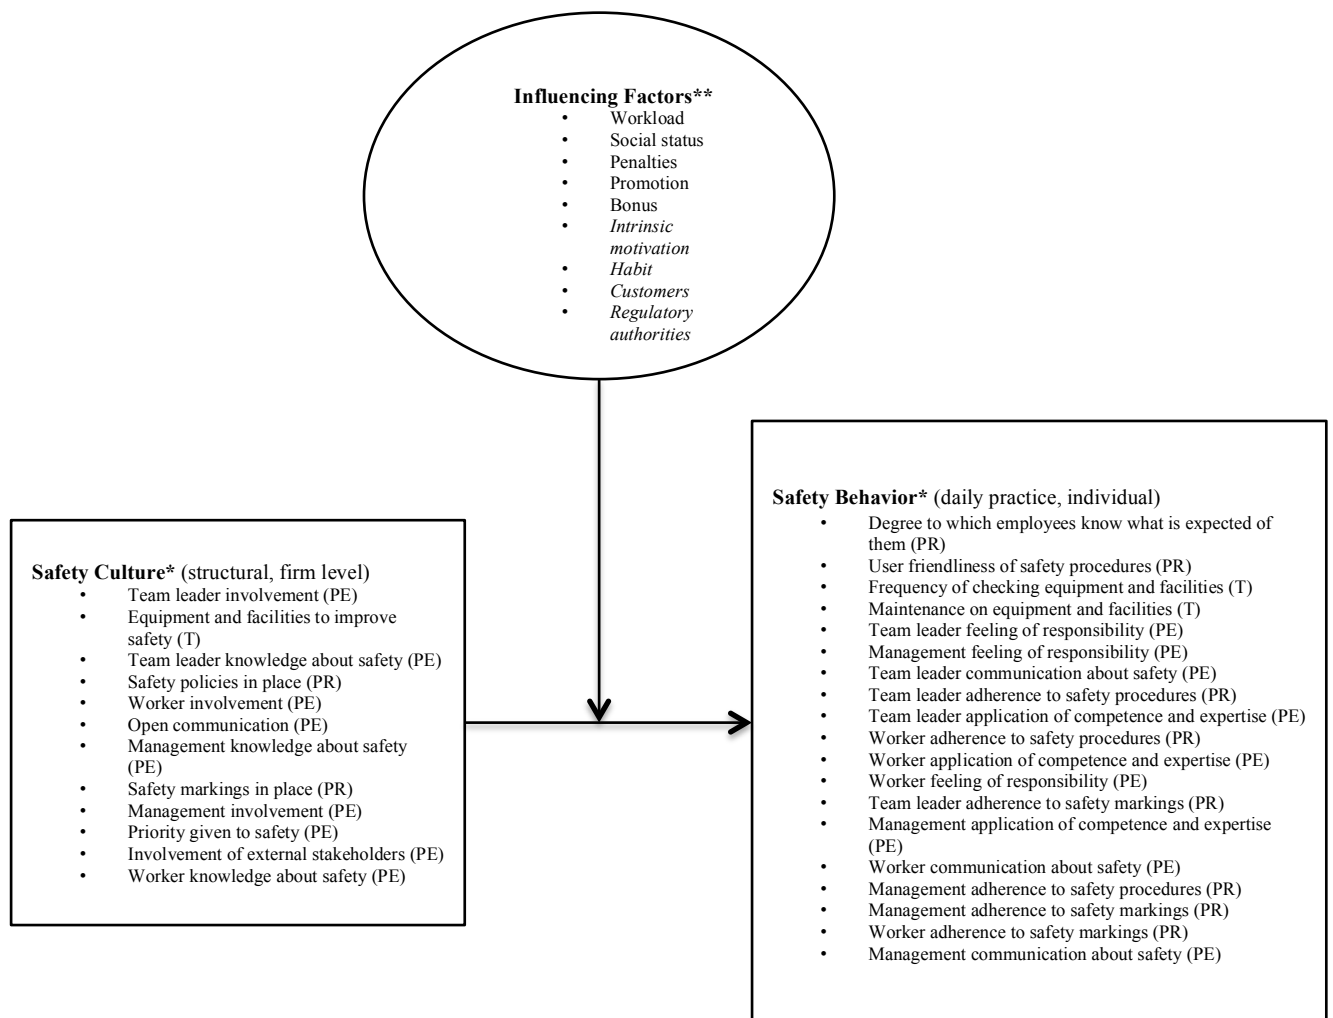 Influencing Factors**
• Workload
• Social status
• Penalties
• Promotion
• Bonus
• Intrinsic
motivation
• Habit
• Customers
• Regulatory
authorities
Safety Culture* (structural, firm level)
• Team leader involvement (PE)
• Equipment and facilities to improve
safety (T)
• Team leader knowledge about safety (PE)
• Safety policies in place (PR)
• Worker involvement (PE)
• Open communication (PE)
• Management knowledge about safety
(PE)
• Safety markings in place (PR)
• Management involvement (PE)
• Priority given to safety (PE)
• Involvement of external stakeholders (PE)
• Worker knowledge about safety (PE)
Safety Behavior* (daily practice, individual)
• Degree to which employees know what is expected of
them (PR)
• User friendliness of safety procedures (PR)
• Frequency of checking equipment and facilities (T)
• Maintenance on equipment and facilities (T)
• Team leader feeling of responsibility (PE)
• Management feeling of responsibility (PE)
• Team leader communication about safety (PE)
• Team leader adherence to safety procedures (PR)
• Team leader application of competence and expertise (PE)
• Worker adherence to safety procedures (PR)
• Worker application of competence and expertise (PE)
• Worker feeling of responsibility (PE)
• Team leader adherence to safety markings (PR)
• Management application of competence and expertise
(PE)
• Worker communication about safety (PE)
• Management adherence to safety procedures (PR)
• Management adherence to safety markings (PR)
• Worker adherence to safety markings (PR)
• Management communication about safety (PE)